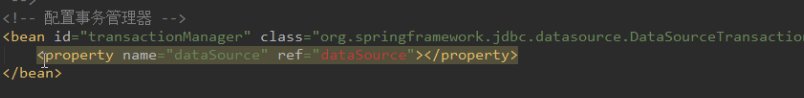 <!-- 配置事务管理器 -->
<bean id="transactionManager" class="org.springframework.jdbc.datasource.DataSourceTransactio
<property name="dataSource" ref="dataSource"></property>
</bean>